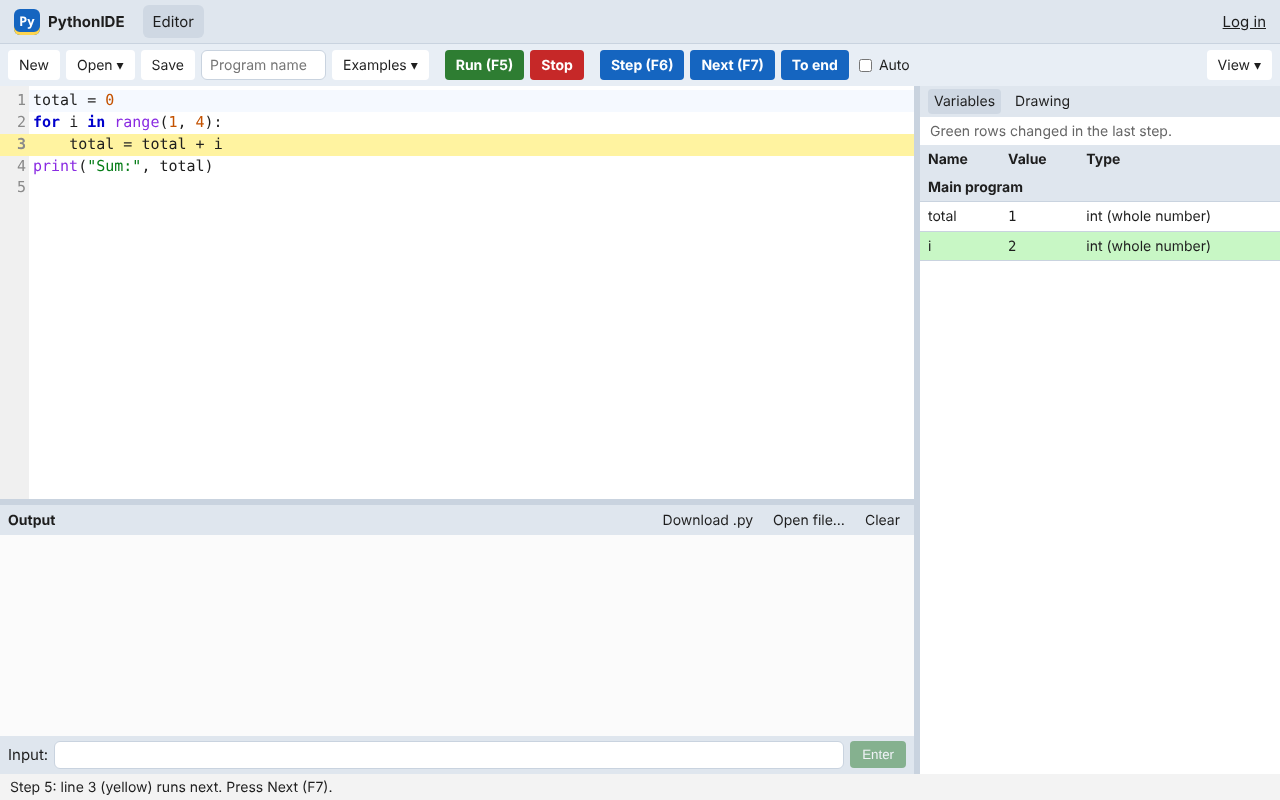 Py PythonIDE Editor Log in
New Open ▾ Save Program name Examples ▾ Run (F5) Stop Step (F6) Next (F7) To end Auto View ▾
1 total = 0
2 for i in range(1, 4):
3     total = total + i
4 print("Sum:", total)
5
Variables Drawing
Green rows changed in the last step.
Name Value Type
Main program
total 1 int (whole number)
i 2 int (whole number)
Output Download .py Open file... Clear
Input: Enter
Step 5: line 3 (yellow) runs next. Press Next (F7).